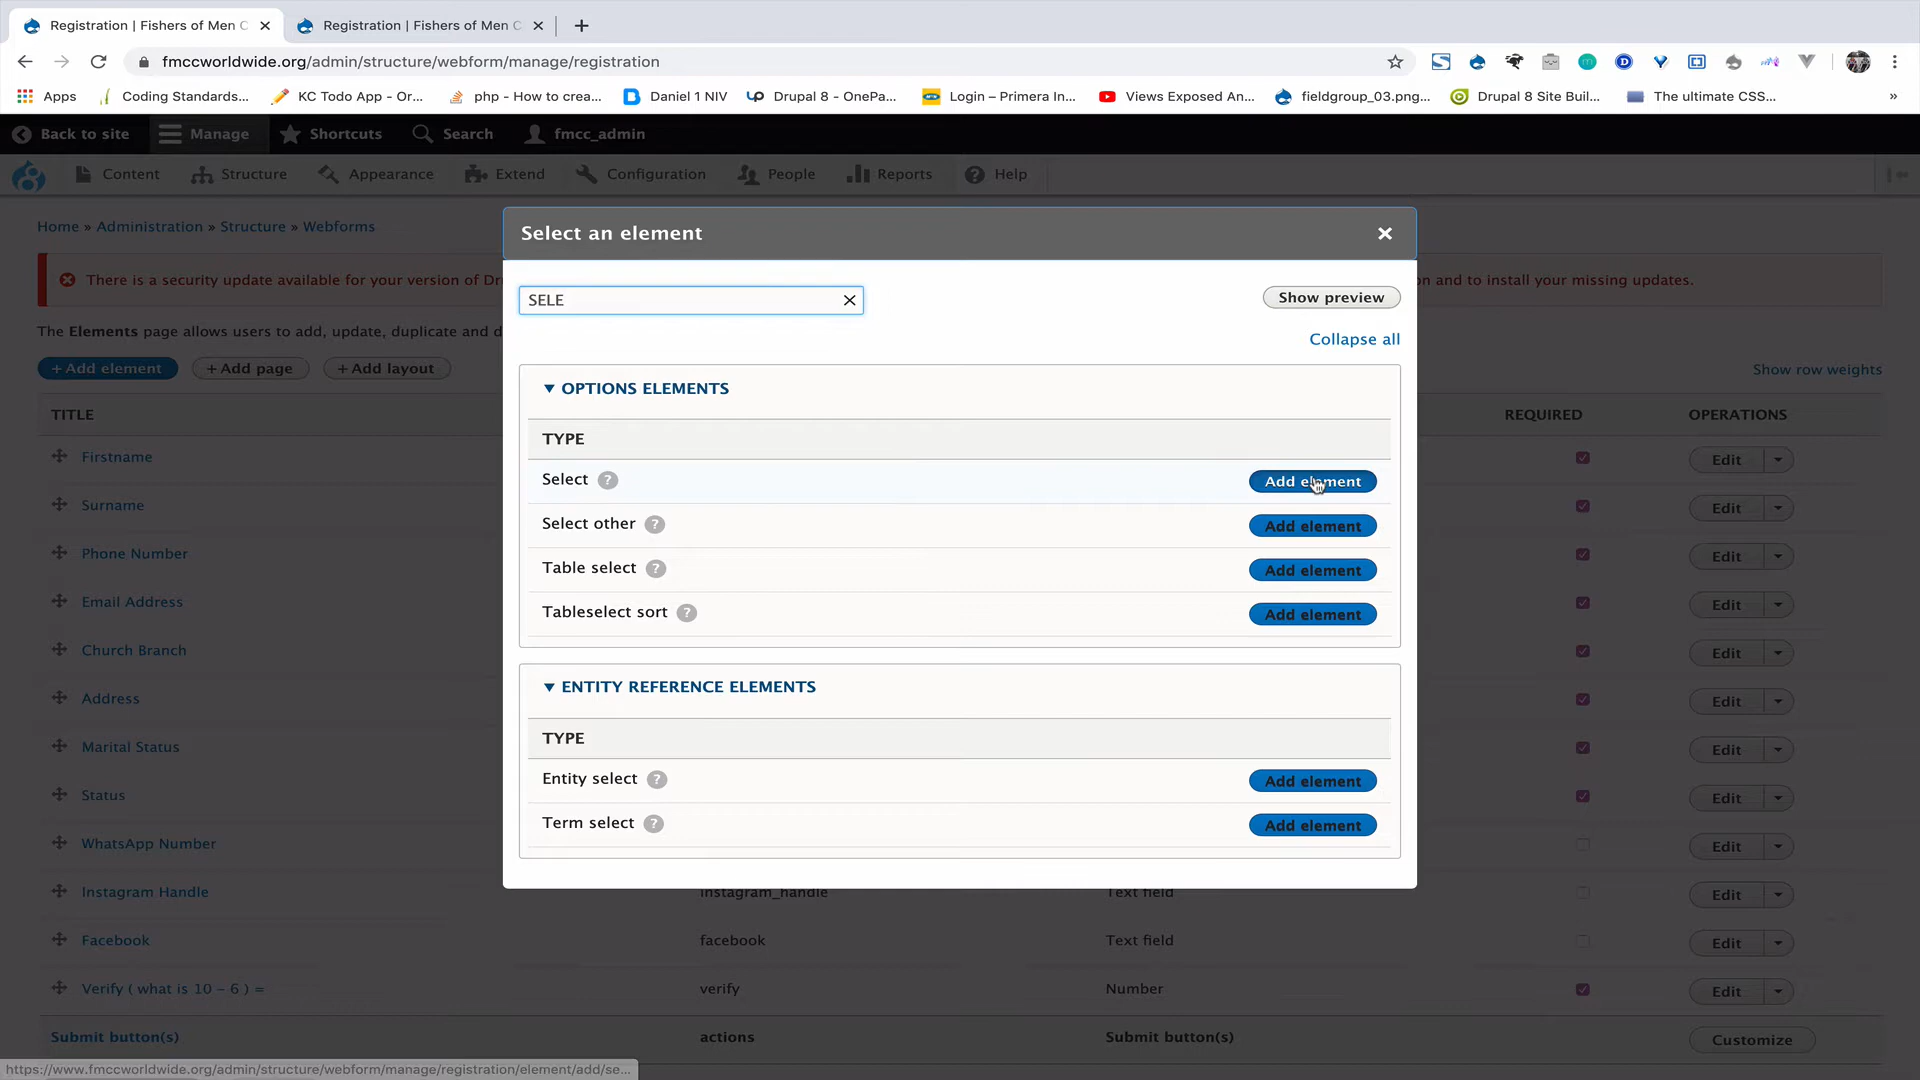 Registration | Fishers of Men C
Registration | Fishers of Men C
fmccworldwide.org/admin/structure/webform/manage/registration
Apps
Coding Standards...
KC Todo App - Or...
php - How to crea...
Daniel 1 NIV
Drupal 8 - OnePa...
Login – Primera In...
Views Exposed An...
fieldgroup_03.png...
Drupal 8 Site Buil...
The ultimate CSS...
»
Back to site
Manage
Shortcuts
Search
fmcc_admin
Content
Structure
Appearance
Extend
Configuration
People
Reports
Help
Home » Administration » Structure » Webforms
There is a security update available for your version of Dr
on and to install your missing updates.
The Elements page allows users to add, update, duplicate and d
+ Add element
+ Add page
+ Add layout
Show row weights
TITLE
REQUIRED
OPERATIONS
Select an element
SELE
Show preview
Collapse all
OPTIONS ELEMENTS
TYPE
Select ?
Add element
Select other ?
Add element
Table select ?
Add element
Tableselect sort ?
Add element
ENTITY REFERENCE ELEMENTS
TYPE
Entity select ?
Add element
Term select ?
Add element
Firstname
Edit
Surname
Edit
Phone Number
Edit
Email Address
Edit
Church Branch
Edit
Address
Edit
Marital Status
Edit
Status
Edit
WhatsApp Number
Edit
Instagram Handle
instagram_handle
Text field
Edit
Facebook
facebook
Text field
Edit
Verify ( what is 10 - 6 ) =
verify
Number
Edit
Submit button(s)
actions
Submit button(s)
Customize
https://www.fmccworldwide.org/admin/structure/webform/manage/registration/element/add/se...